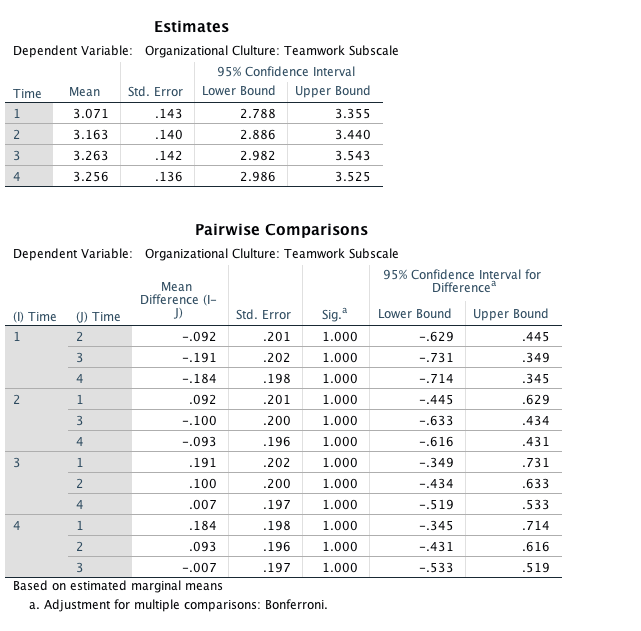 Estimates
Dependent Variable: Organizational Clulture: Teamwork Subscale
95% Confidence Interval
Time Mean Std. Error Lower Bound Upper Bound
1 3.071 .143 2.788 3.355
2 3.163 .140 2.886 3.440
3 3.263 .142 2.982 3.543
4 3.256 .136 2.986 3.525
Pairwise Comparisons
Dependent Variable: Organizational Clulture: Teamwork Subscale
95% Confidence Interval for
Differenceᵃ
Mean
Difference (I-
J)
(I) Time (J) Time Std. Error Sig.ᵃ Lower Bound Upper Bound
1 2 -.092 .201 1.000 -.629 .445
3 -.191 .202 1.000 -.731 .349
4 -.184 .198 1.000 -.714 .345
2 1 .092 .201 1.000 -.445 .629
3 -.100 .200 1.000 -.633 .434
4 -.093 .196 1.000 -.616 .431
3 1 .191 .202 1.000 -.349 .731
2 .100 .200 1.000 -.434 .633
4 .007 .197 1.000 -.519 .533
4 1 .184 .198 1.000 -.345 .714
2 .093 .196 1.000 -.431 .616
3 -.007 .197 1.000 -.533 .519
Based on estimated marginal means
a. Adjustment for multiple comparisons: Bonferroni.